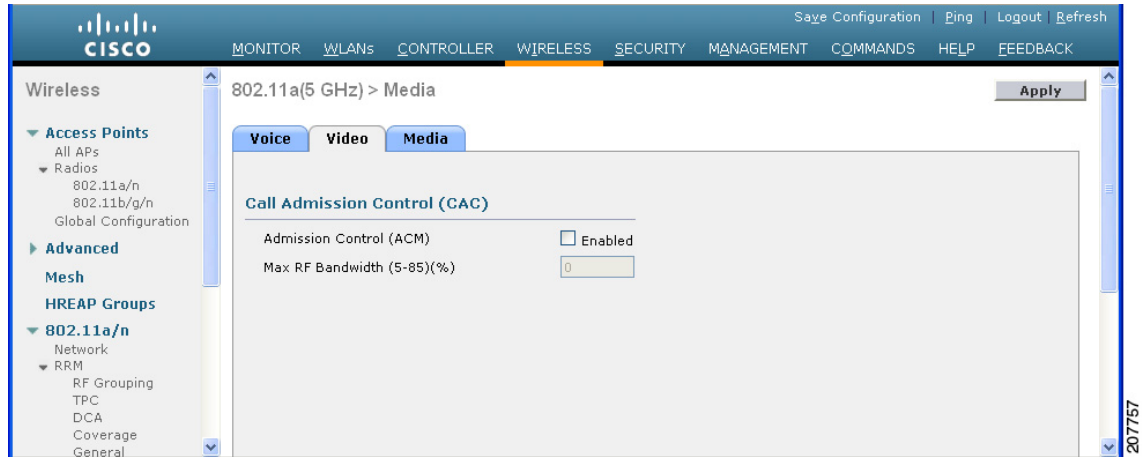 Save Configuration | Ping | Logout | Refresh
CISCO
MONITOR WLANs CONTROLLER WIRELESS SECURITY MANAGEMENT COMMANDS HELP FEEDBACK
Wireless
Access Points
All APs
Radios
802.11a/n
802.11b/g/n
Global Configuration
Advanced
Mesh
HREAP Groups
802.11a/n
Network
RRM
RF Grouping
TPC
DCA
Coverage
General
802.11a(5 GHz) > Media
Apply
Voice Video Media
Call Admission Control (CAC)
Admission Control (ACM) Enabled
Max RF Bandwidth (5-85)(%) 0
207757